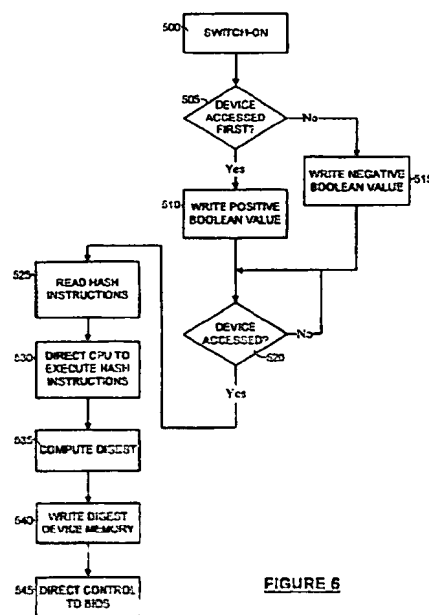 500
SWITCH-ON
505
DEVICE
ACCESSED
FIRST?
No
Yes
510
WRITE POSITIVE
BOOLEAN VALUE
WRITE NEGATIVE
BOOLEAN VALUE
515
DEVICE
ACCESSED?
No
520
Yes
525
READ HASH
INSTRUCTIONS
530
DIRECT CPU TO
EXECUTE HASH
INSTRUCTIONS
535
COMPUTE DIGEST
540
WRITE DIGEST
DEVICE MEMORY
545
DIRECT CONTROL
TO BIOS
FIGURE 6